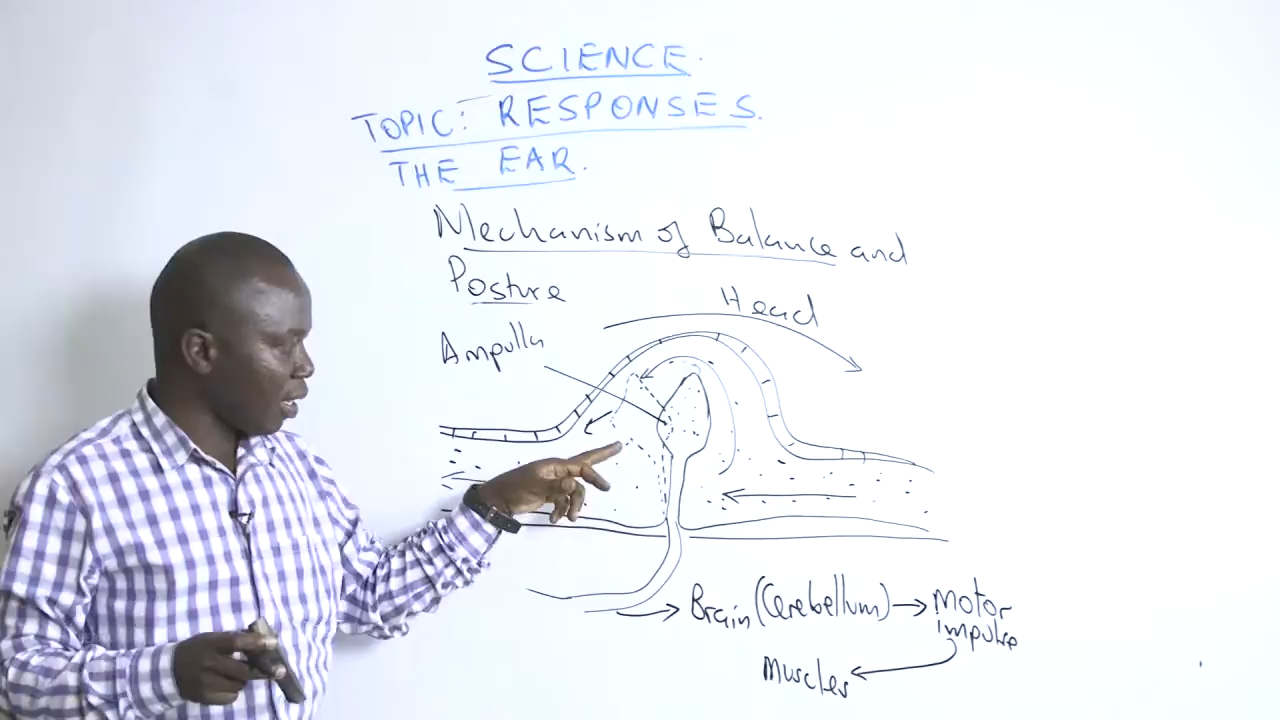 SCIENCE.
TOPIC: RESPONSES.
THE EAR.
Mechanism of Balance and
Posture
Head
Ampulla
Brain (Cerebellum) → Motor
impulse
Muscles